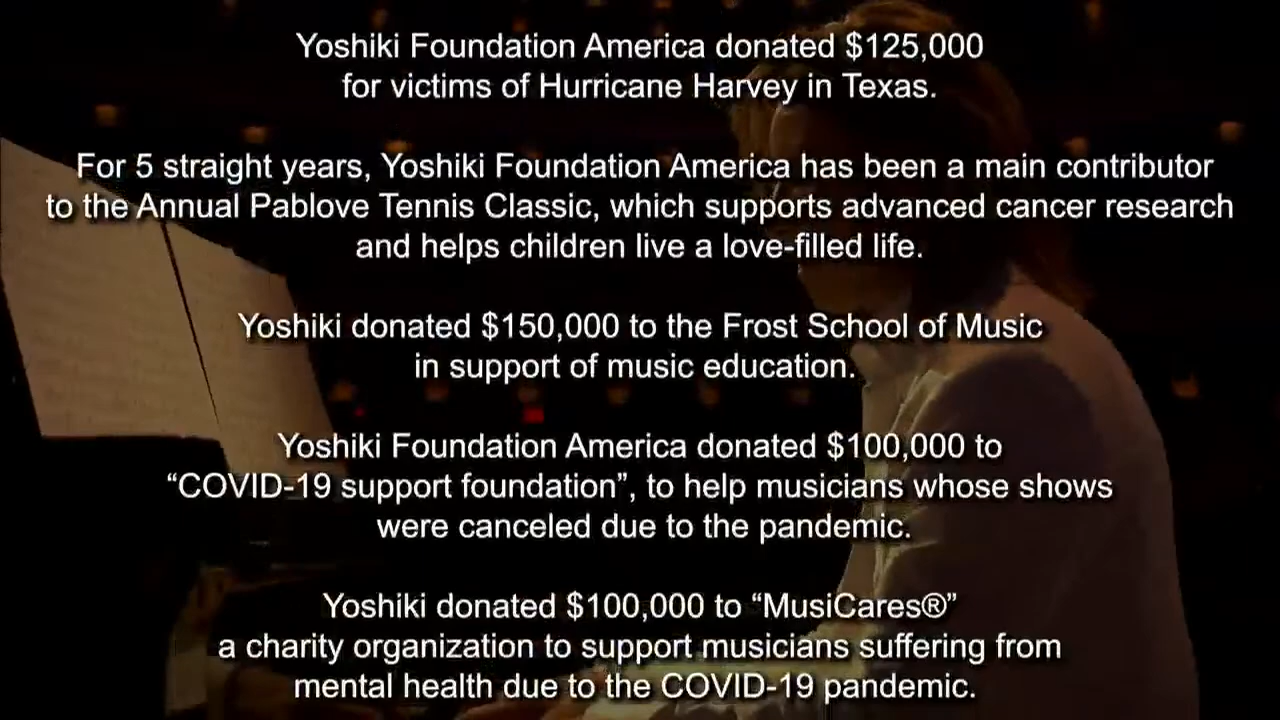 Yoshiki Foundation America donated $125,000
for victims of Hurricane Harvey in Texas.
For 5 straight years, Yoshiki Foundation America has been a main contributor
to the Annual Pablove Tennis Classic, which supports advanced cancer research
and helps children live a love-filled life.
Yoshiki donated $150,000 to the Frost School of Music
in support of music education.
Yoshiki Foundation America donated $100,000 to
“COVID-19 support foundation”, to help musicians whose shows
were canceled due to the pandemic.
Yoshiki donated $100,000 to “MusiCares®”
a charity organization to support musicians suffering from
mental health due to the COVID-19 pandemic.